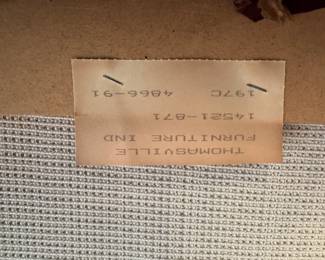 THOMASVILLE
FURNITURE IND
14521-871
197C 4866-91